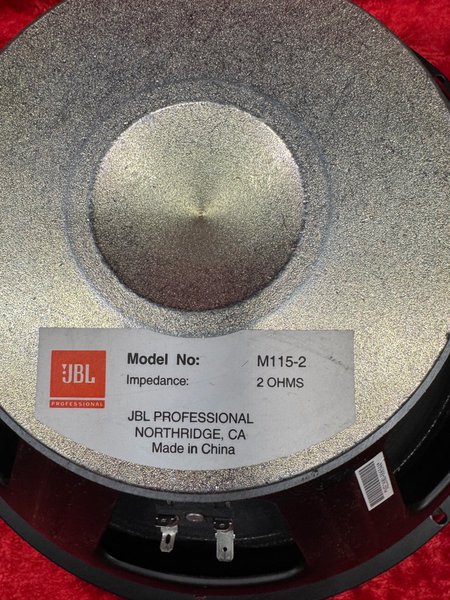 Model No: M115-2
JBL
Impedance: 2 OHMS
PROFESSIONAL
JBL PROFESSIONAL
NORTHRIDGE, CA
Made in China